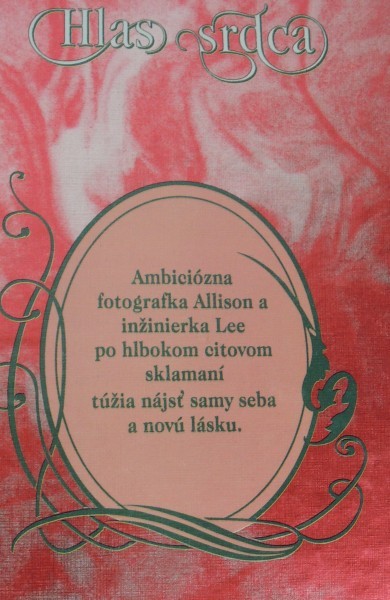 Hlas srdca
Ambiciózna
fotografka Allison a
inžinierka Lee
po hlbokom citovom
sklamaní
túžia nájsť samy seba
a novú lásku.